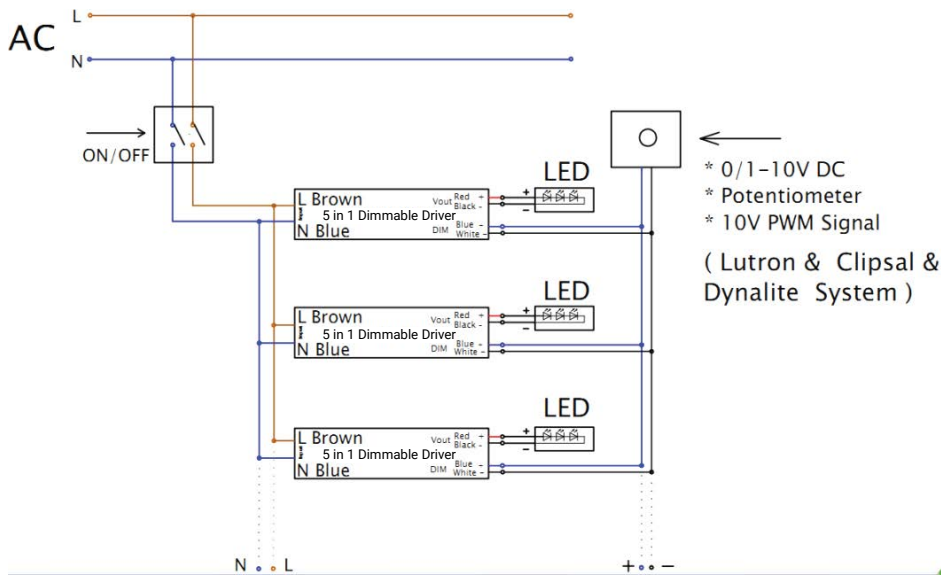 L
AC
N
ON/OFF
* 0/1-10V DC
* Potentiometer
* 10V PWM Signal
( Lutron & Clipsal &
Dynalite System )
LED
L Brown
Vout Red +
Black -
5 in 1 Dimmable Driver
N Blue
DIM Blue -
White -
+
-
LED
L Brown
Vout Red +
Black -
5 in 1 Dimmable Driver
N Blue
DIM Blue -
White -
+
-
LED
L Brown
Vout Red +
Black -
5 in 1 Dimmable Driver
N Blue
DIM Blue -
White -
+
-
N L
+ -